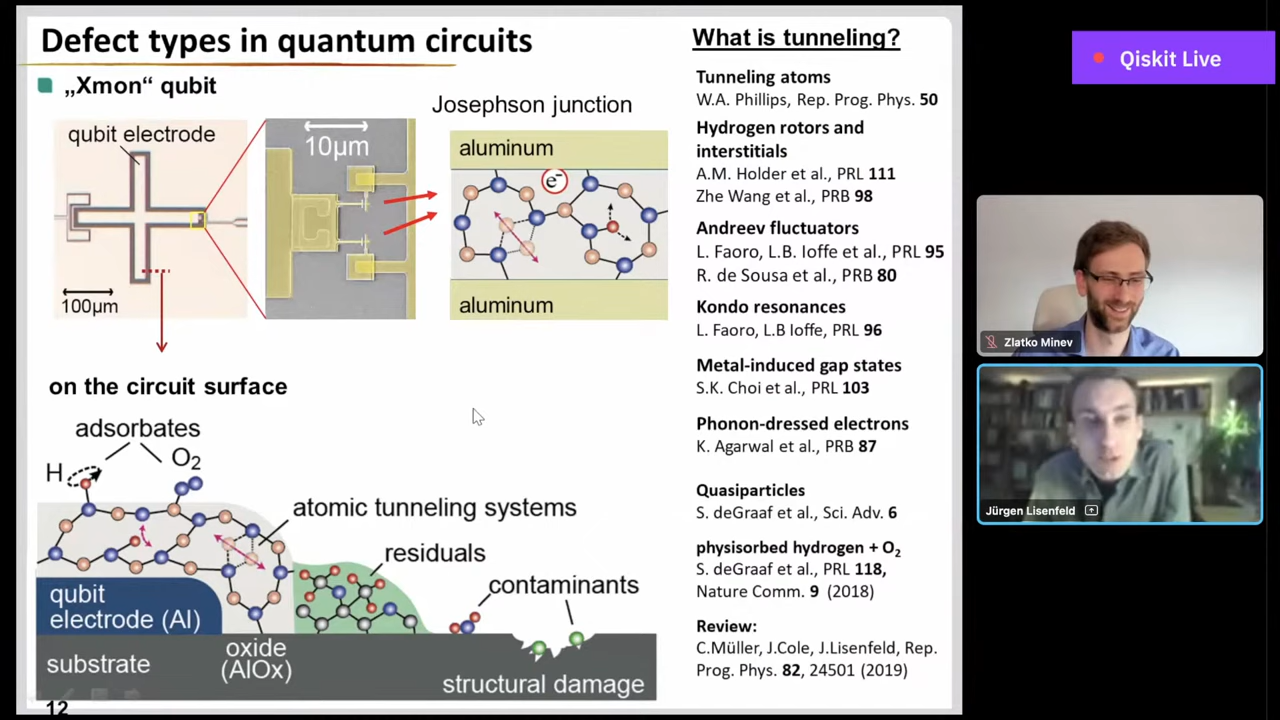 Defect types in quantum circuits
„Xmon“ qubit
qubit electrode
100µm
10µm
Josephson junction
aluminum
e-
aluminum
on the circuit surface
adsorbates
H
O2
atomic tunneling systems
residuals
contaminants
qubit
electrode (Al)
oxide
(AlOx)
substrate
structural damage
12
What is tunneling?
Tunneling atoms
W.A. Phillips, Rep. Prog. Phys. 50
Hydrogen rotors and
interstitials
A.M. Holder et al., PRL 111
Zhe Wang et al., PRB 98
Andreev fluctuators
L. Faoro, L.B. Ioffe et al., PRL 95
R. de Sousa et al., PRB 80
Kondo resonances
L. Faoro, L.B Ioffe, PRL 96
Metal-induced gap states
S.K. Choi et al., PRL 103
Phonon-dressed electrons
K. Agarwal et al., PRB 87
Quasiparticles
S. deGraaf et al., Sci. Adv. 6
physisorbed hydrogen + O2
S. deGraaf et al., PRL 118,
Nature Comm. 9 (2018)
Review:
C.Müller, J.Cole, J.Lisenfeld, Rep.
Prog. Phys. 82, 24501 (2019)
Qiskit Live
Zlatko Minev
Jürgen Lisenfeld